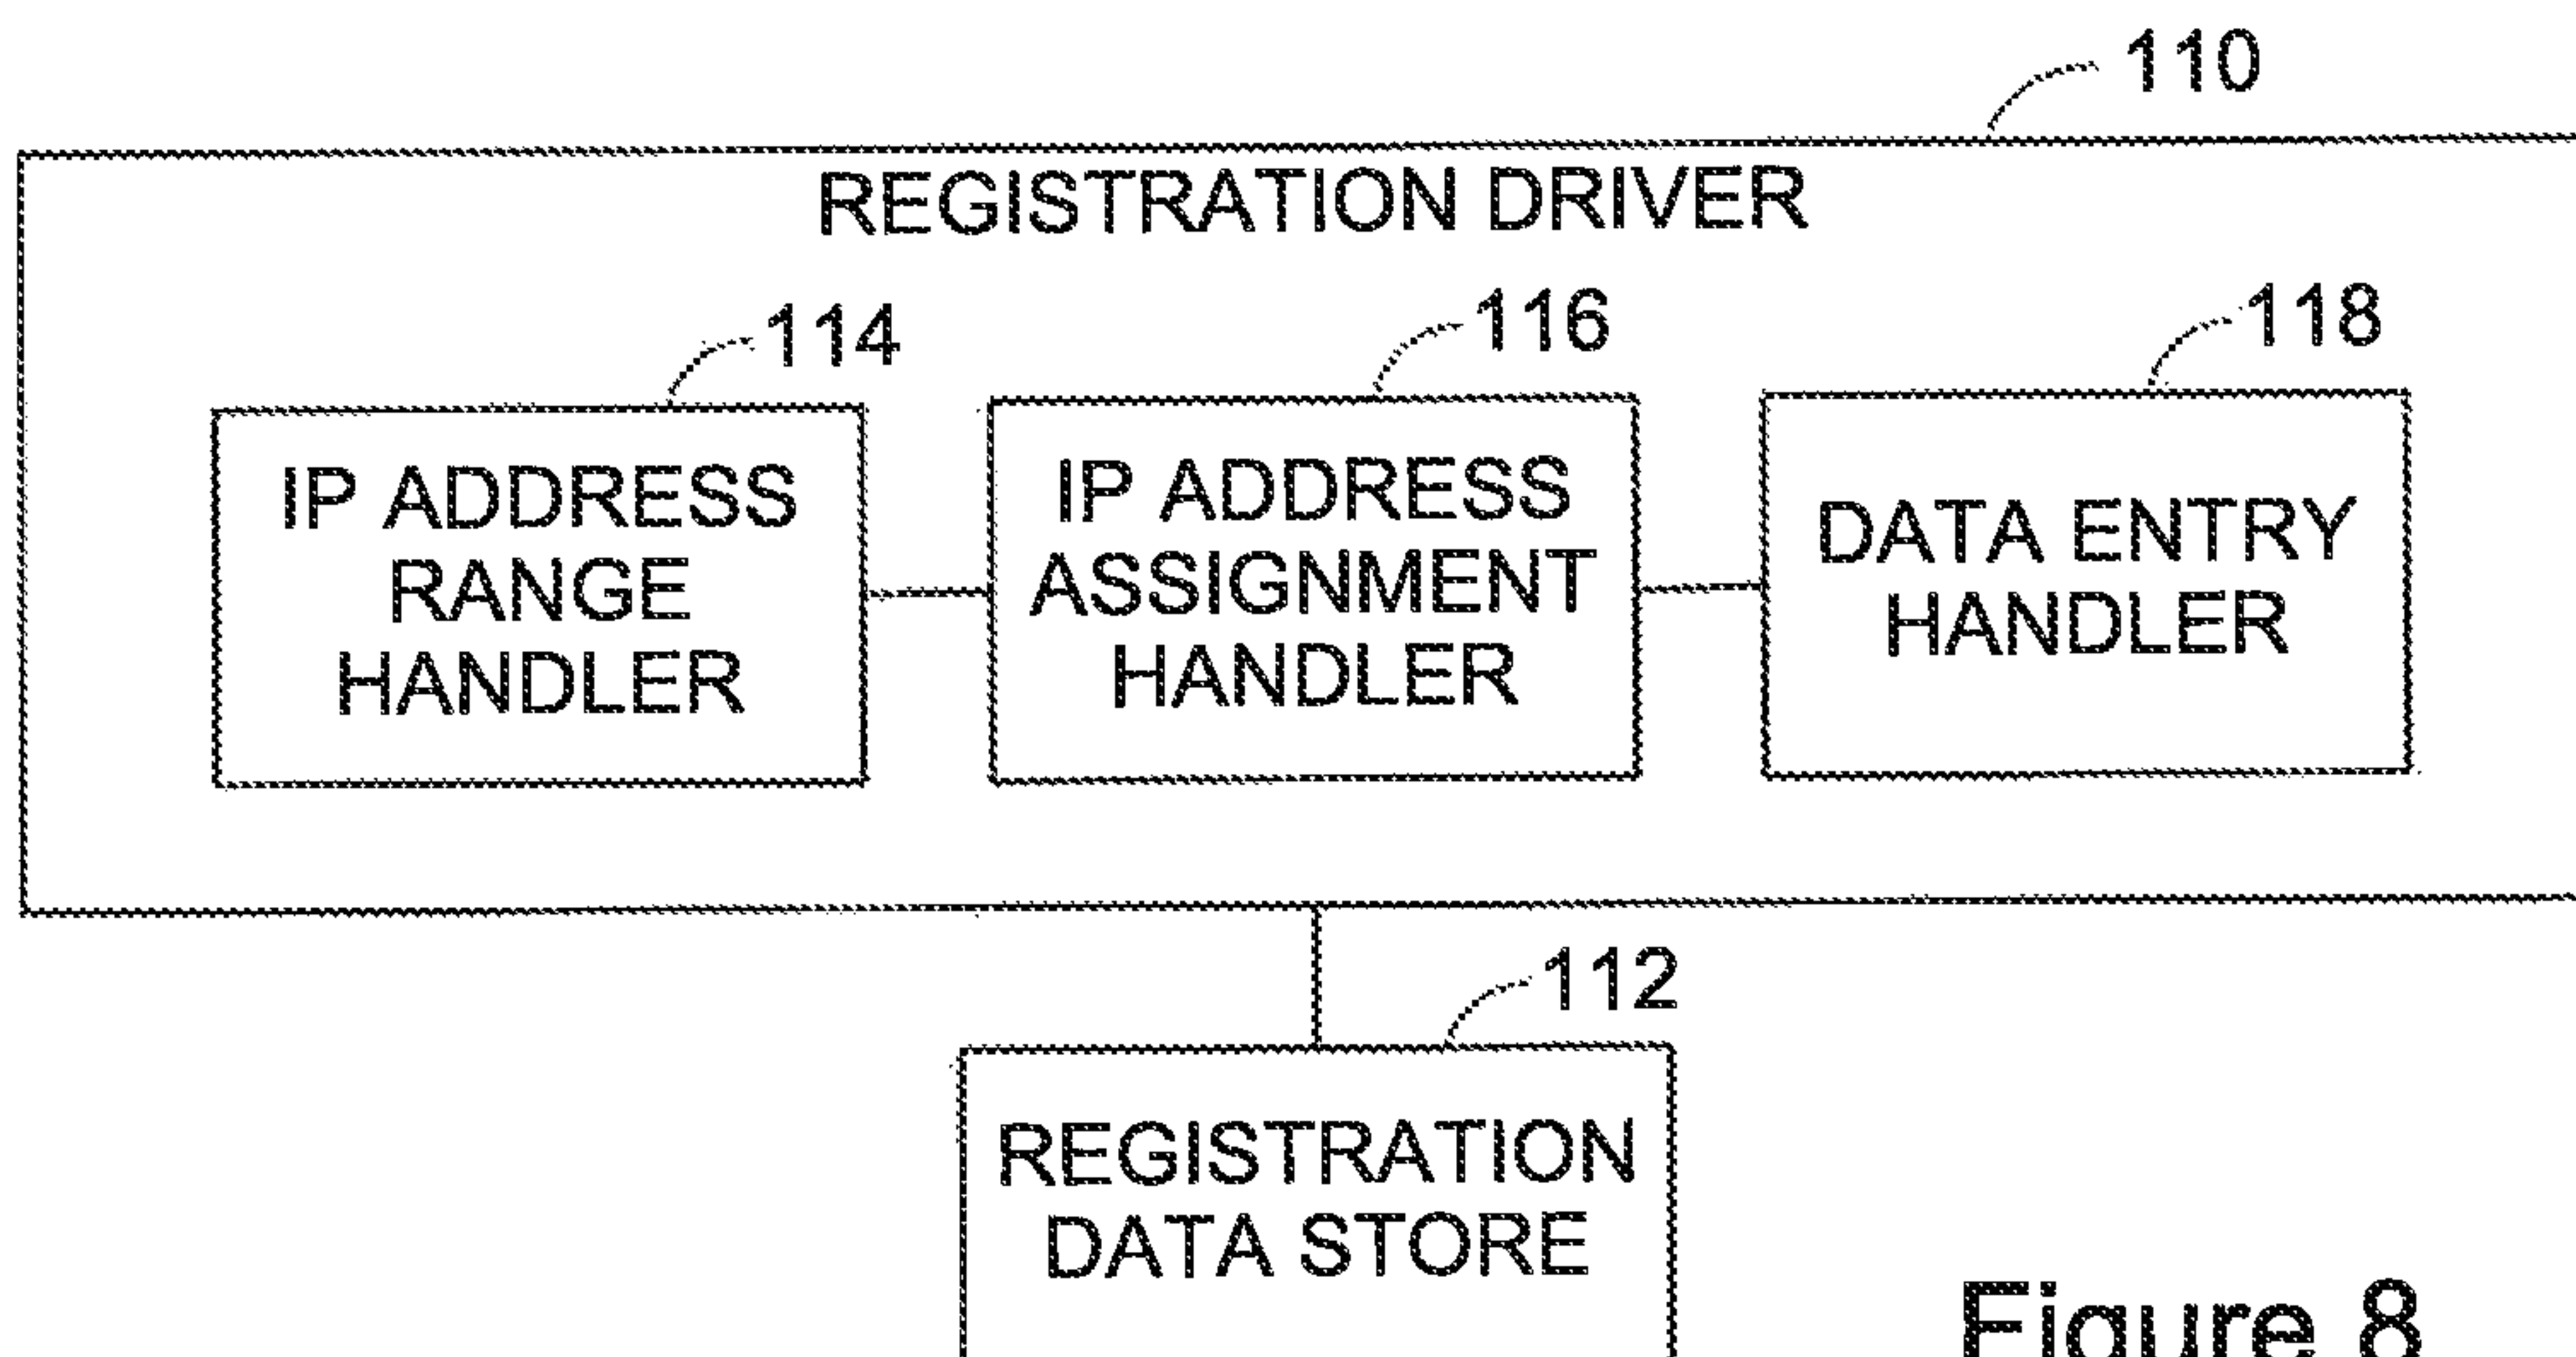 110
REGISTRATION DRIVER
114
116
118
IP ADDRESS
RANGE
HANDLER
IP ADDRESS
ASSIGNMENT
HANDLER
DATA ENTRY
HANDLER
112
REGISTRATION
DATA STORE
Figure 8